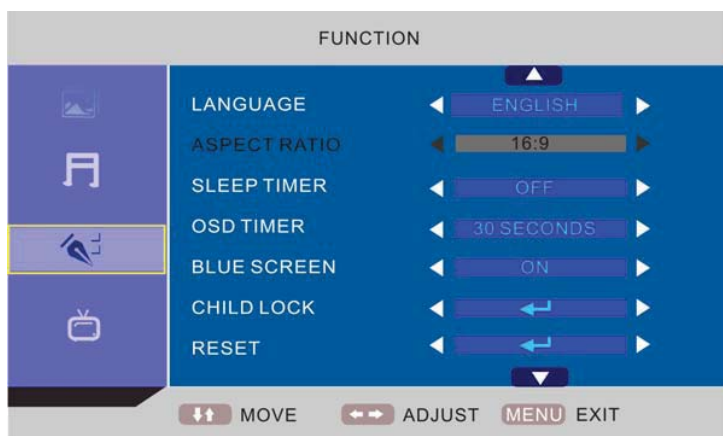 FUNCTION
LANGUAGE ENGLISH
ASPECT RATIO 16:9
SLEEP TIMER OFF
OSD TIMER 30 SECONDS
BLUE SCREEN ON
CHILD LOCK
RESET
MOVE ADJUST MENU EXIT